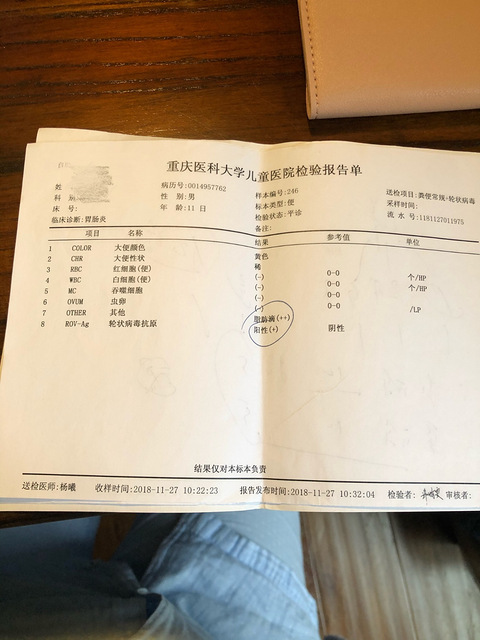 重庆医科大学儿童医院检验报告单
姓
病历号:0014957762
样本编号:246
送检项目:粪便常规+轮状病毒
科 别
性 别:男
标本类型:便
采样时间:
床 号:
年 龄:11 日
检验状态:平诊
流 水 号:1181127011975
临床诊断:胃肠炎
备注:
项目 名称 结果 参考值 单位
1 COLOR 大便颜色 黄色
2 CHR 大便性状 稀
3 RBC 红细胞(便) (-) 0-0 个/HP
4 WBC 白细胞(便) (-) 0-0 个/HP
5 MC 吞噬细胞 (-) 0-0
6 OVUM 虫卵 (-) 0-0 /LP
7 OTHER 其他 脂肪滴(++)
8 ROV-Ag 轮状病毒抗原 阳性(+) 阴性
结果仅对本标本负责
送检医师:杨曦 收样时间:2018-11-27 10:22:23 报告发布时间:2018-11-27 10:32:04 检验者: 审核者: